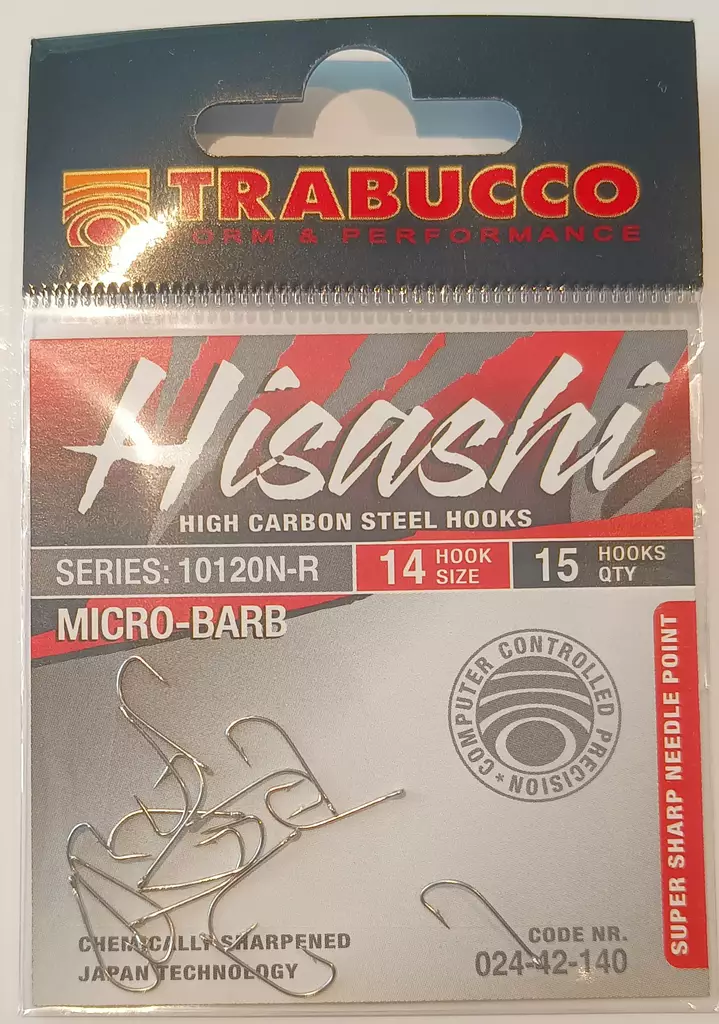 TRABUCCO
FORM & PERFORMANCE
Hisashi
HIGH CARBON STEEL HOOKS
SERIES: 10120N-R
14 HOOK SIZE
15 HOOKS QTY
MICRO-BARB
COMPUTER CONTROLLED PRECISION
SUPER SHARP NEEDLE POINT
CHEMICALLY SHARPENED
JAPAN TECHNOLOGY
CODE NR.
024-42-140